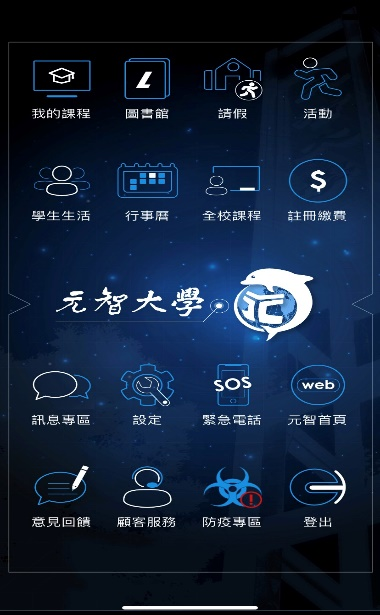 我的課程 圖書館 請假 活動
學生生活 行事曆 全校課程 註冊繳費
元智大學
訊息專區 設定 SOS 緊急電話 web 元智首頁
意見回饋 顧客服務 防疫專區 登出